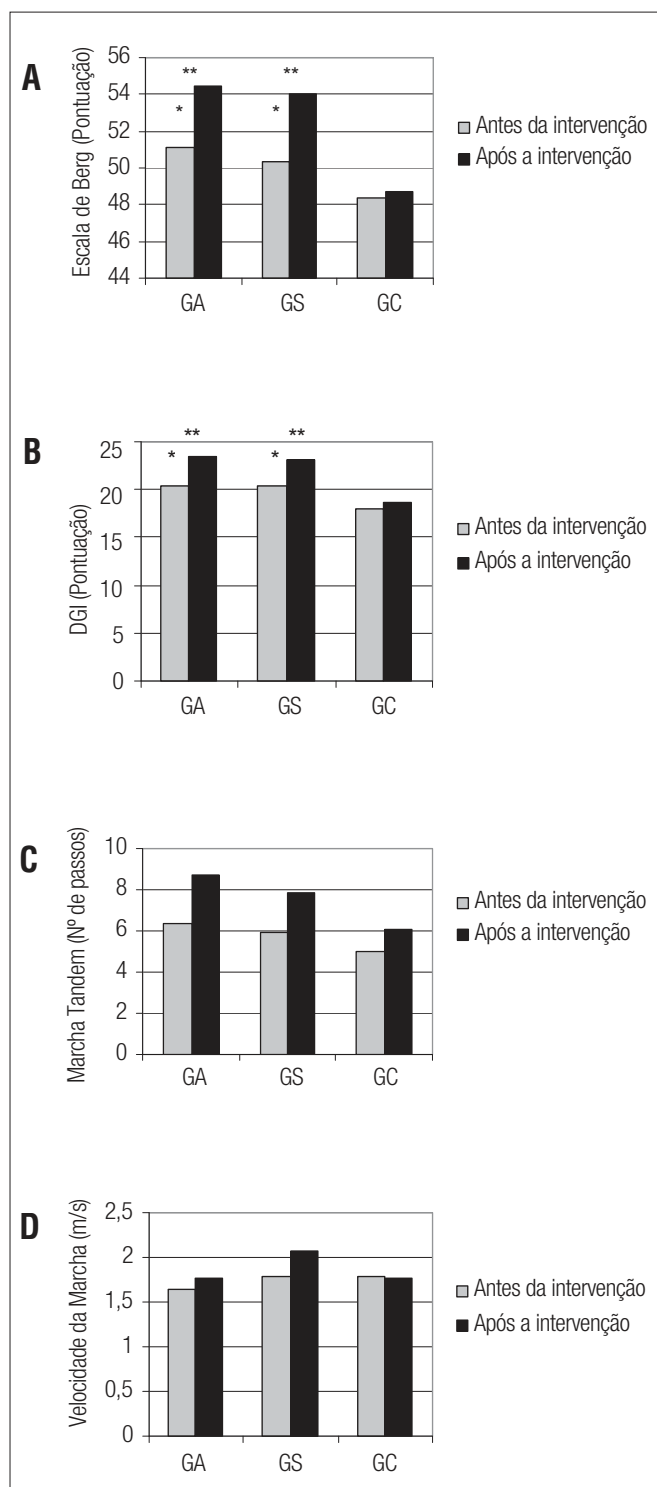 A
Escala de Berg (Pontuação)
56
54
52
50
48
46
44
** **
* *
GA GS GC
Antes da intervenção
Após a intervenção
B
DGI (Pontuação)
25
20
15
10
5
0
** **
* *
GA GS GC
Antes da intervenção
Após a intervenção
C
Marcha Tandem (Nº de passos)
10
8
6
4
2
0
GA GS GC
Antes da intervenção
Após a intervenção
D
Velocidade da Marcha (m/s)
2,5
2
1,5
1
0,5
0
GA GS GC
Antes da intervenção
Após a intervenção